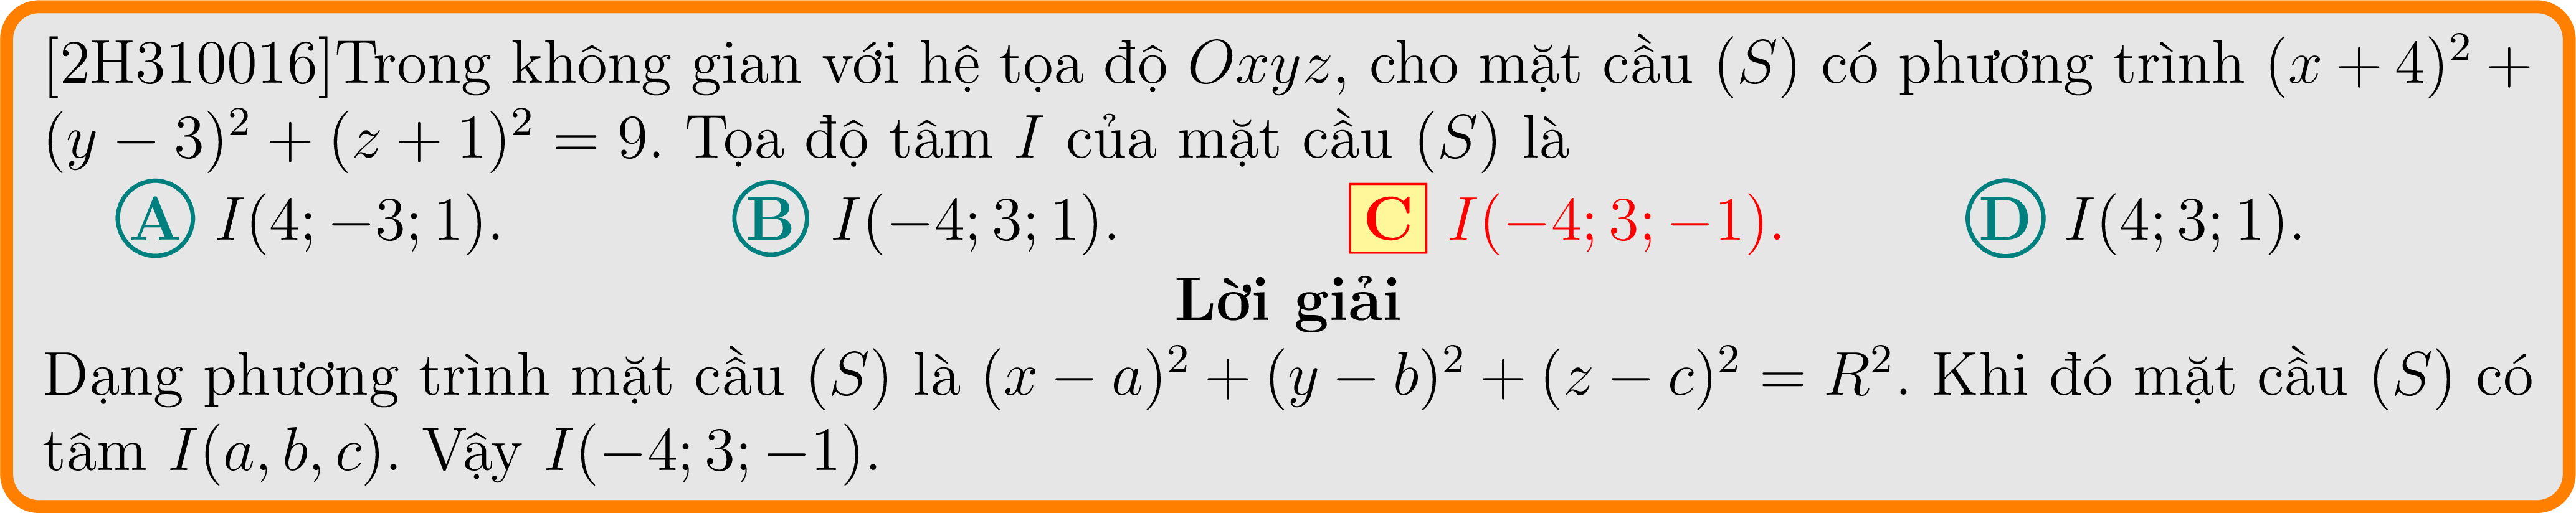 [2H310016]Trong không gian với hệ tọa độ Oxyz, cho mặt cầu (S) có phương trình (x + 4)² +
(y − 3)² + (z + 1)² = 9. Tọa độ tâm I của mặt cầu (S) là
A I(4; −3; 1). B I(−4; 3; 1). C I(−4; 3; −1). D I(4; 3; 1).
Lời giải
Dạng phương trình mặt cầu (S) là (x − a)² + (y − b)² + (z − c)² = R². Khi đó mặt cầu (S) có
tâm I(a, b, c). Vậy I(−4; 3; −1).